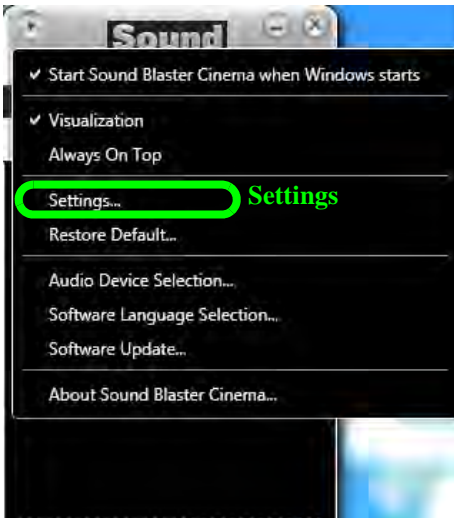 Sound
✔ Start Sound Blaster Cinema when Windows starts
✔ Visualization
Always On Top
Settings... Settings
Restore Default...
Audio Device Selection...
Software Language Selection...
Software Update...
About Sound Blaster Cinema...